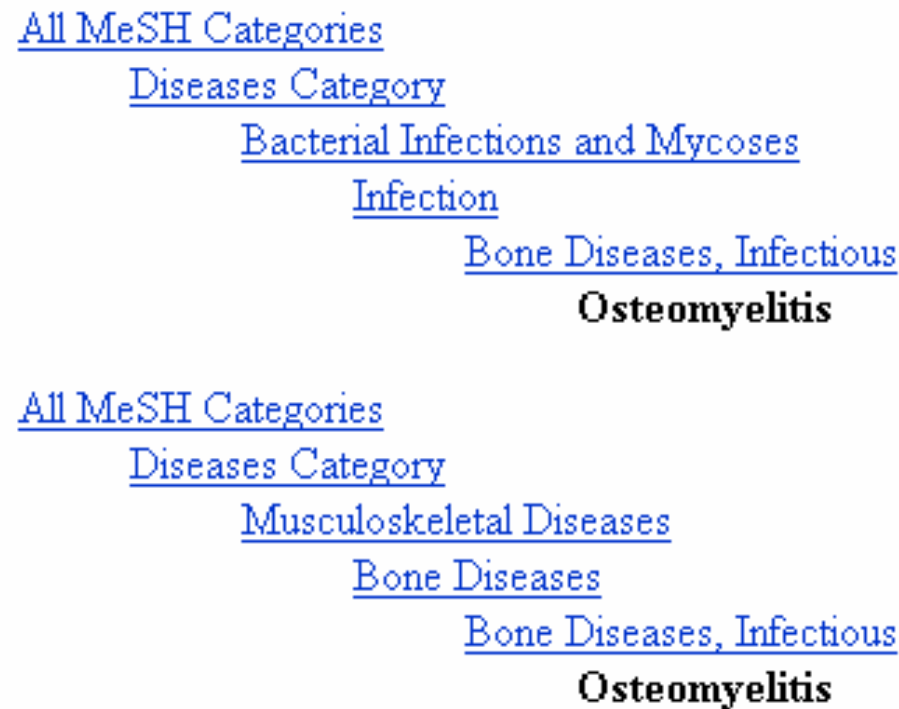 All MeSH Categories
Diseases Category
Bacterial Infections and Mycoses
Infection
Bone Diseases, Infectious
Osteomyelitis
All MeSH Categories
Diseases Category
Musculoskeletal Diseases
Bone Diseases
Bone Diseases, Infectious
Osteomyelitis